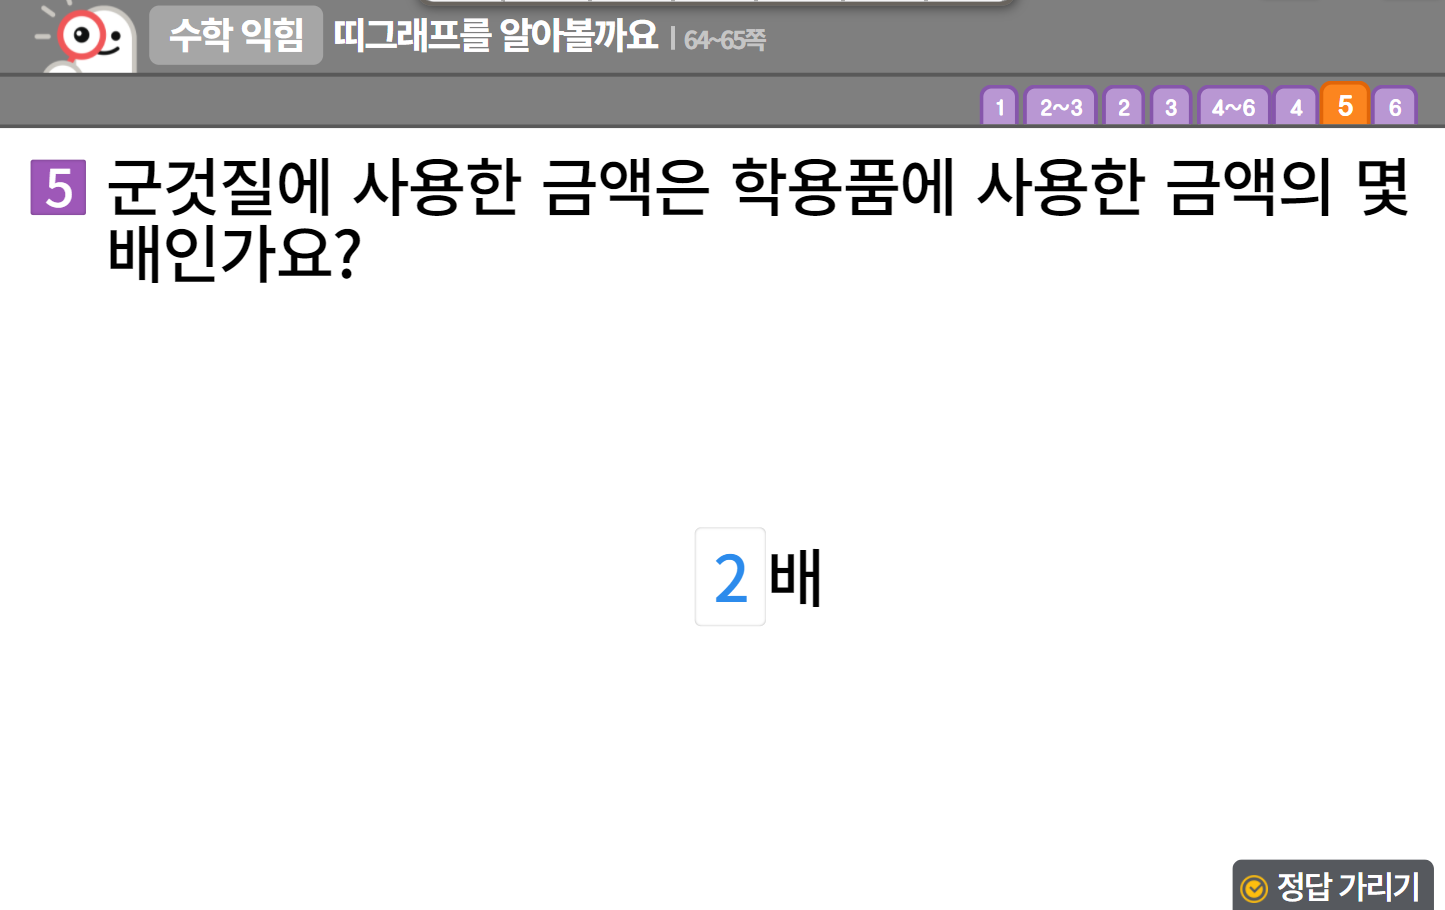 수학 익힘 띠그래프를 알아볼까요 | 64~65쪽
1 2~3 2 3 4~6 4 5 6
5 군것질에 사용한 금액은 학용품에 사용한 금액의 몇
배인가요?
2 배
정답 가리기